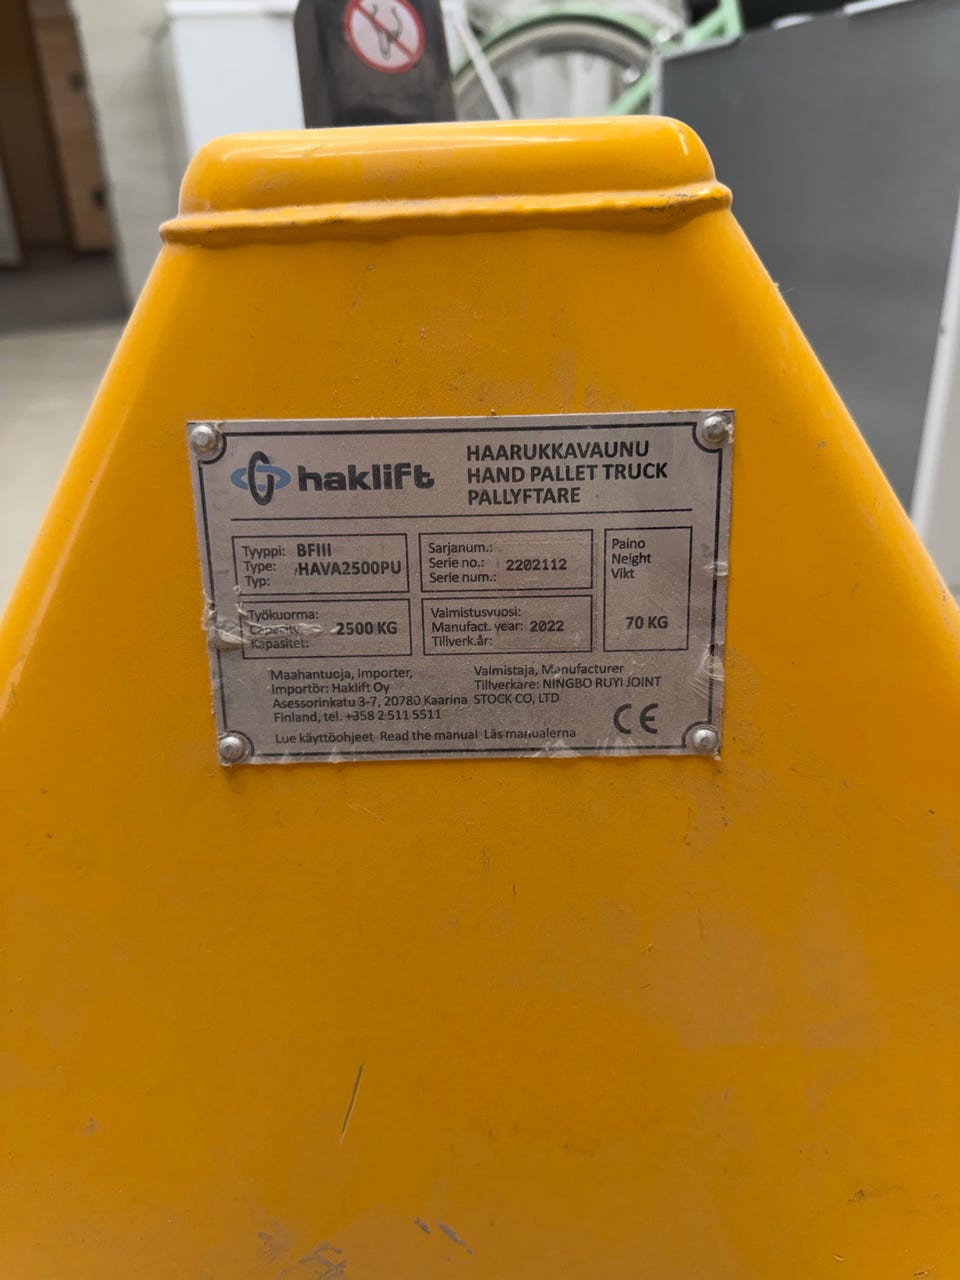 haklift
HAARUKKAVAUNU
HAND PALLET TRUCK
PALLYFTARE
Tyyppi: BFIII
Type: HAVA2500PU
Typ:
Sarjanum.:
Serie no.: 2202112
Serie num.:
Paino
Neight
Vikt
70 KG
Työkuorma:
Capacity 2500 KG
Kapasitet:
Valmistusvuosi:
Manufact. year: 2022
Tillverk.år:
Maahantuoja, Importer,
Importör: Haklift Oy
Asessorinkatu 3-7, 20780 Kaarina
Finland, tel. +358 2 511 5511
Valmistaja, Manufacturer
Tillverkare: NINGBO RUYI JOINT
STOCK CO, LTD
CE
Lue käyttöohjeet Read the manual Läs manualerna